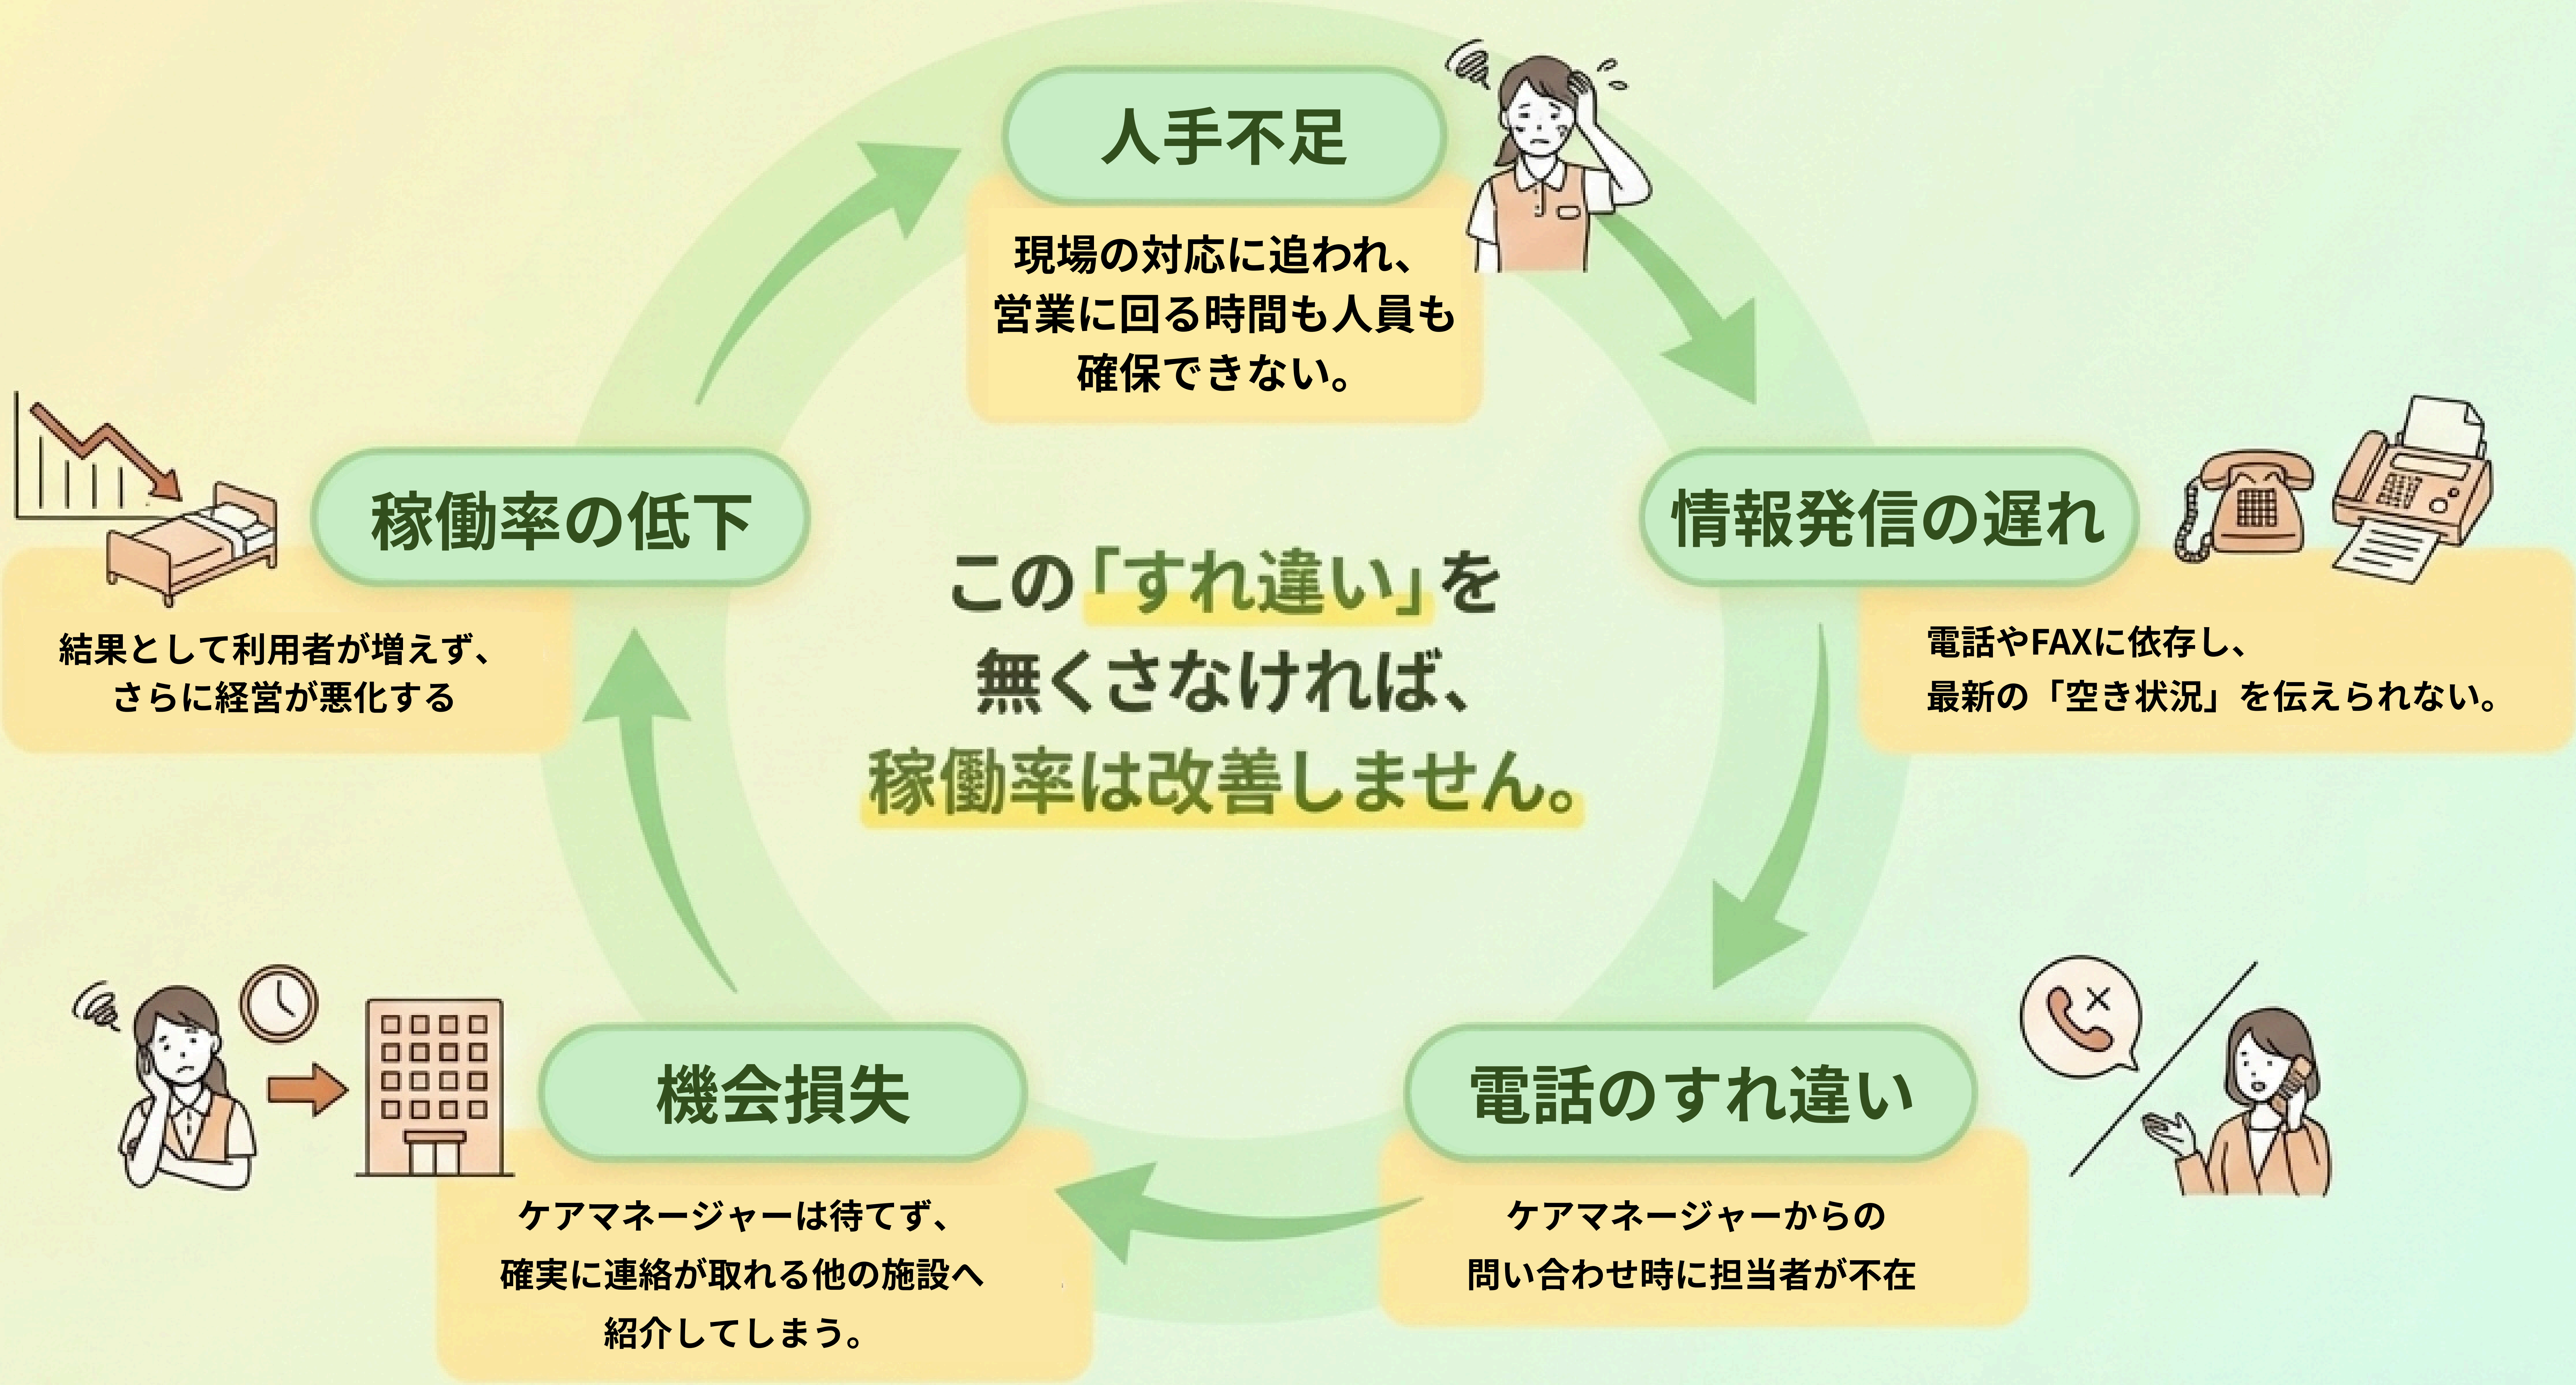 人手不足
現場の対応に追われ、
営業に回る時間も人員も
確保できない。
情報発信の遅れ
電話やFAXに依存し、
最新の「空き状況」を伝えられない。
電話のすれ違い
ケアマネージャーからの
問い合わせ時に担当者が不在
機会損失
ケアマネージャーは待てず、
確実に連絡が取れる他の施設へ
紹介してしまう。
稼働率の低下
結果として利用者が増えず、
さらに経営が悪化する
この「すれ違い」を
無くさなければ、
稼働率は改善しません。